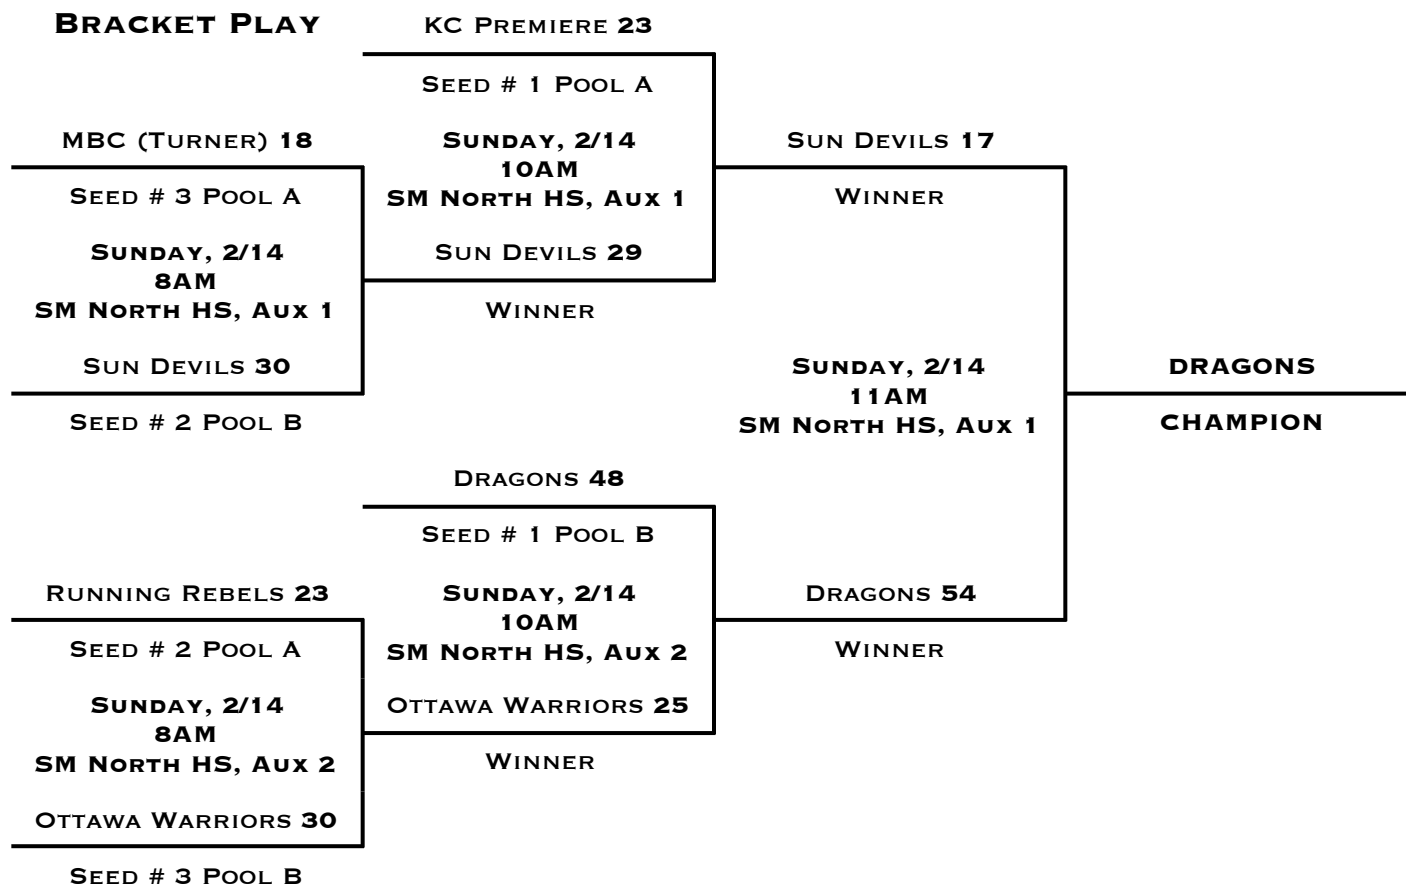 Bracket Play
KC Premiere 23
Seed # 1 Pool A
MBC (Turner) 18
Sunday, 2/14
10AM
SM North HS, Aux 1
Sun Devils 17
Seed # 3 Pool A
Winner
Sunday, 2/14
8AM
SM North HS, Aux 1
Sun Devils 29
Winner
Sun Devils 30
Seed # 2 Pool B
Sunday, 2/14
11AM
SM North HS, Aux 1
DRAGONS
CHAMPION
Dragons 48
Seed # 1 Pool B
Running Rebels 23
Sunday, 2/14
10AM
SM North HS, Aux 2
Dragons 54
Seed # 2 Pool A
Winner
Sunday, 2/14
8AM
SM North HS, Aux 2
Ottawa Warriors 25
Winner
Ottawa Warriors 30
Seed # 3 Pool B